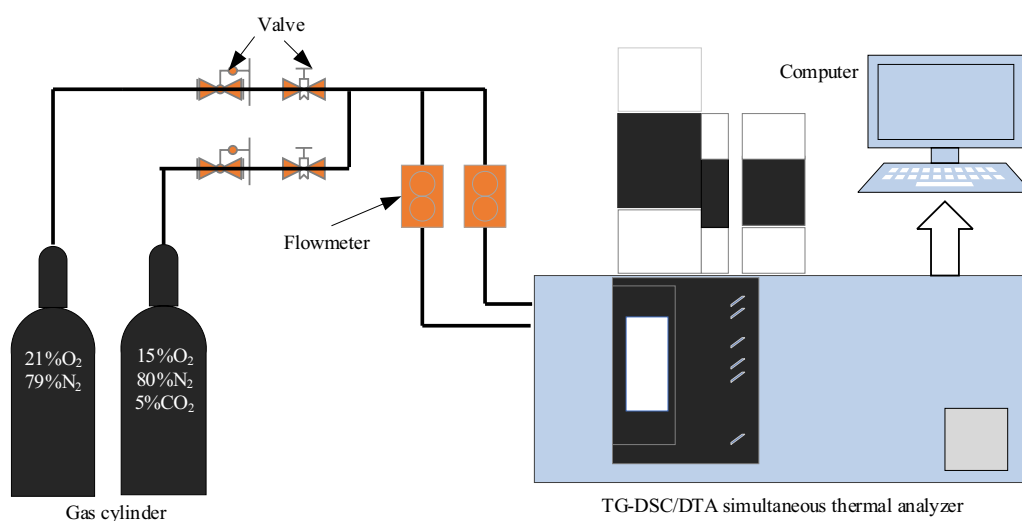 Valve
Computer
Flowmeter
21%O₂
79%N₂
15%O₂
80%N₂
5%CO₂
Gas cylinder
TG-DSC/DTA simultaneous thermal analyzer